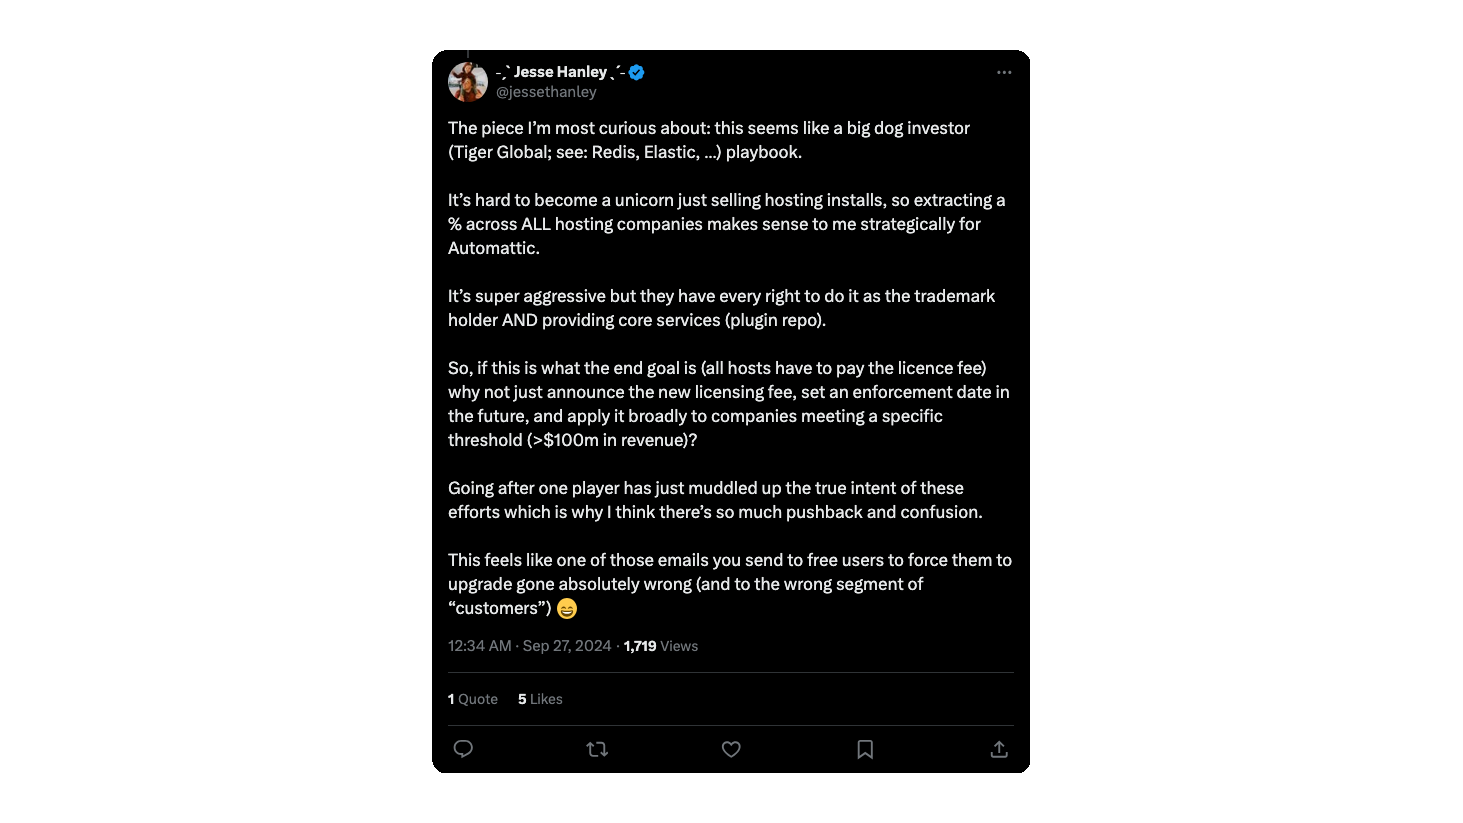 -ˏˋ Jesse Hanley ˎˊ-
@jessethanley
The piece I’m most curious about: this seems like a big dog investor
(Tiger Global; see: Redis, Elastic, ...) playbook.
It’s hard to become a unicorn just selling hosting installs, so extracting a
% across ALL hosting companies makes sense to me strategically for
Automattic.
It’s super aggressive but they have every right to do it as the trademark
holder AND providing core services (plugin repo).
So, if this is what the end goal is (all hosts have to pay the licence fee)
why not just announce the new licensing fee, set an enforcement date in
the future, and apply it broadly to companies meeting a specific
threshold (>$100m in revenue)?
Going after one player has just muddled up the true intent of these
efforts which is why I think there’s so much pushback and confusion.
This feels like one of those emails you send to free users to force them to
upgrade gone absolutely wrong (and to the wrong segment of
“customers”) 😄
12:34 AM · Sep 27, 2024 · 1,719 Views
1 Quote 5 Likes